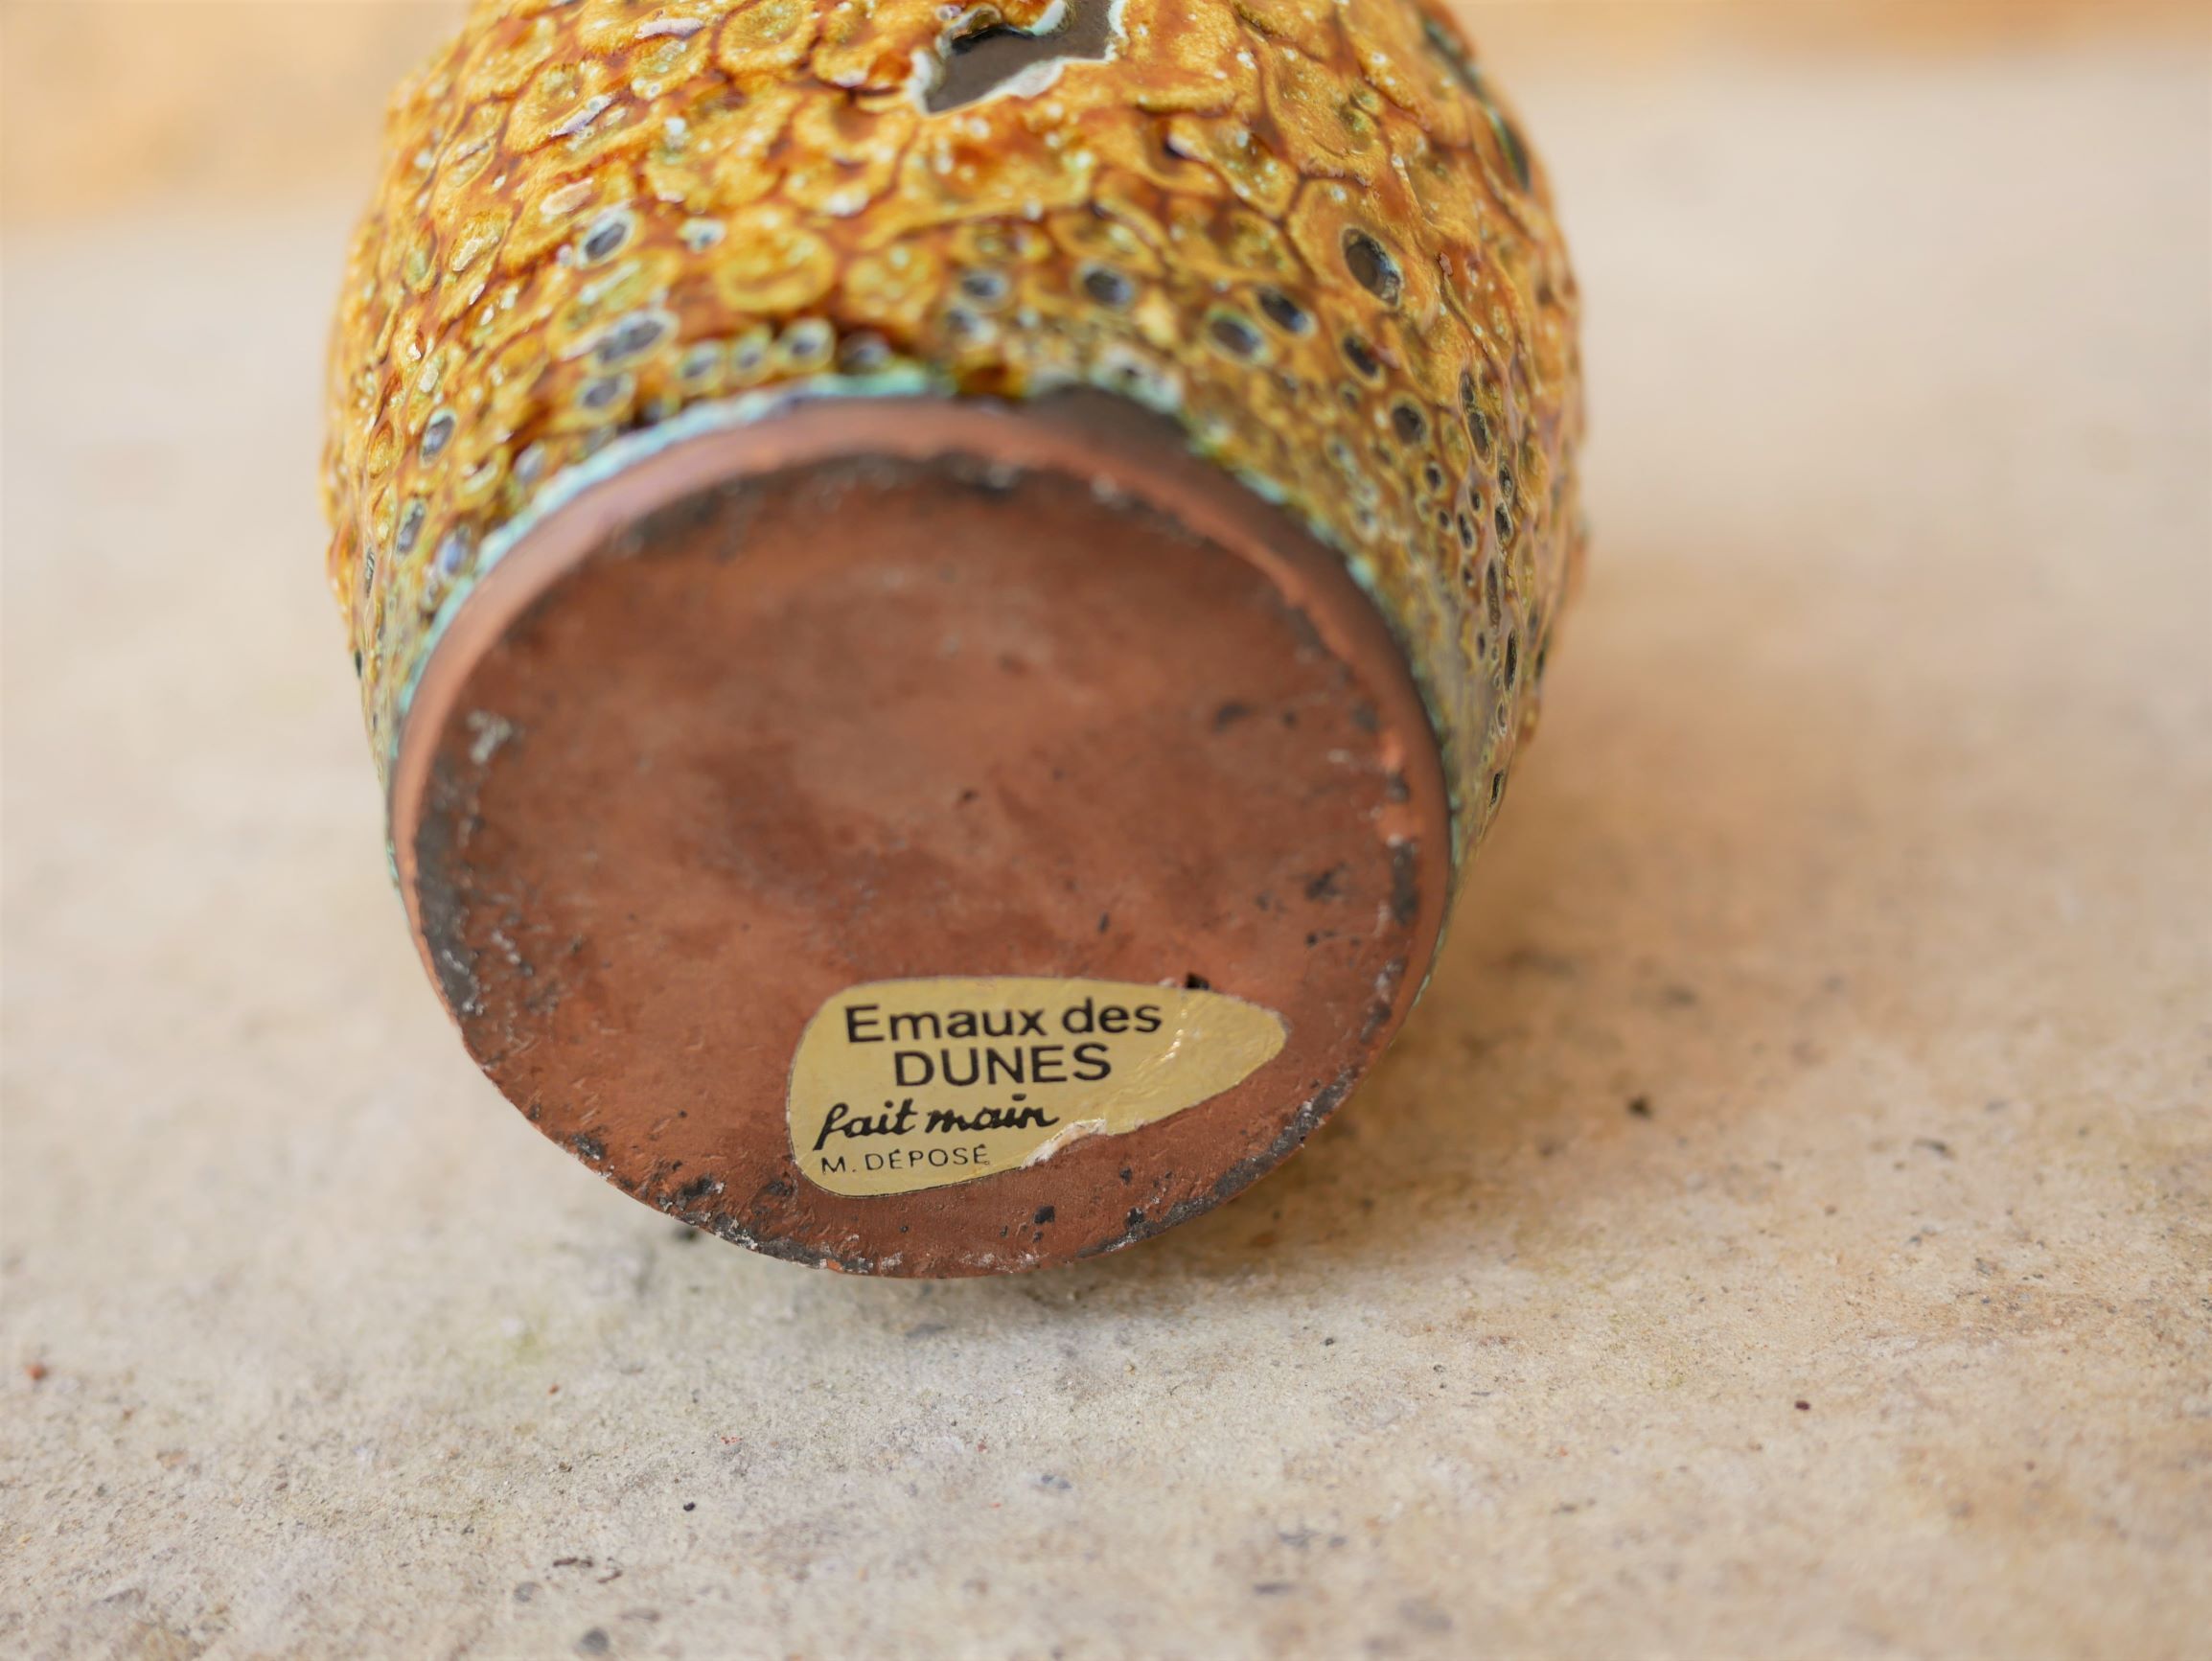 Emaux des
DUNES
fait main
M. DÉPOSÉ